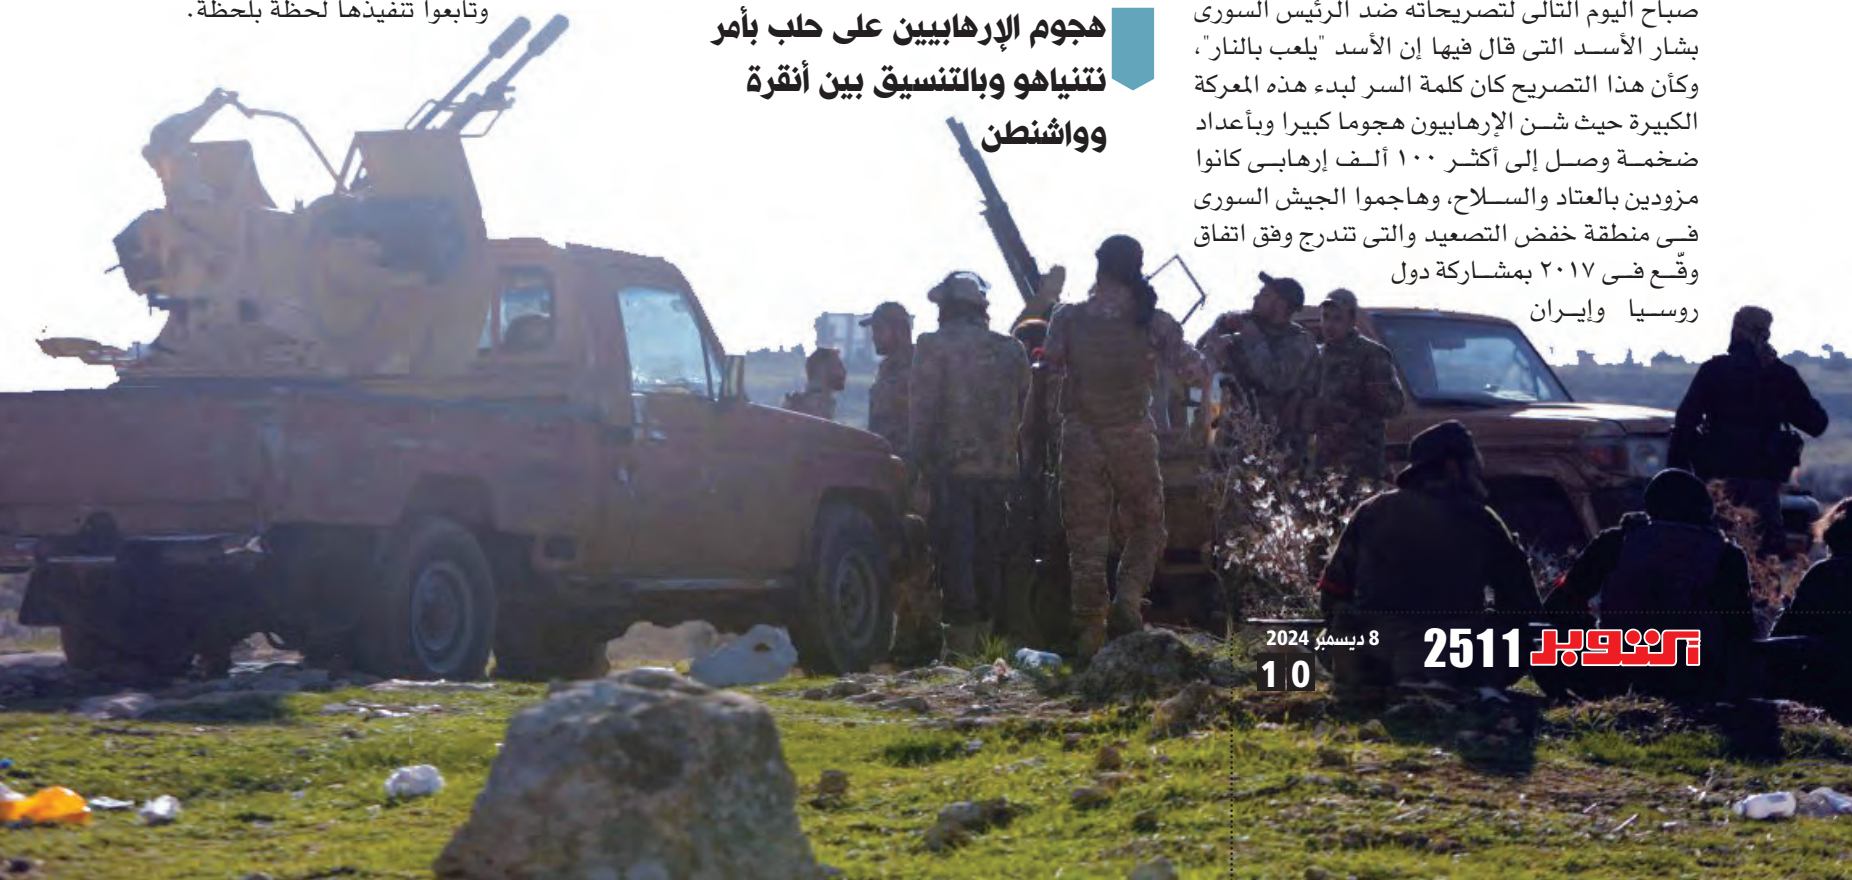 صباح اليوم التالى لتصريحاته ضد الرئيس السورى
بشار الأسد التى قال فيها إن الأسد "يلعب بالنار"،
وكأن هذا التصريح كان كلمة السر لبدء هذه المعركة
الكبيرة حيث شن الإرهابيون هجوما كبيرا وبأعداد
ضخمة وصل إلى أكثر ١٠٠ ألف إرهابى كانوا
مزودين بالعتاد والسلاح، وهاجموا الجيش السورى
فى منطقة خفض التصعيد والتى تندرج وفق اتفاق
وقّع فى ٢٠١٧ بمشاركة دول
روسيا وإيران
هجوم الإرهابيين على حلب بأمر
نتنياهو وبالتنسيق بين أنقرة
وواشنطن
وتابعوا تنفيذها لحظة بلحظة.
أكتوبر 2511
8 ديسمبر 2024
10